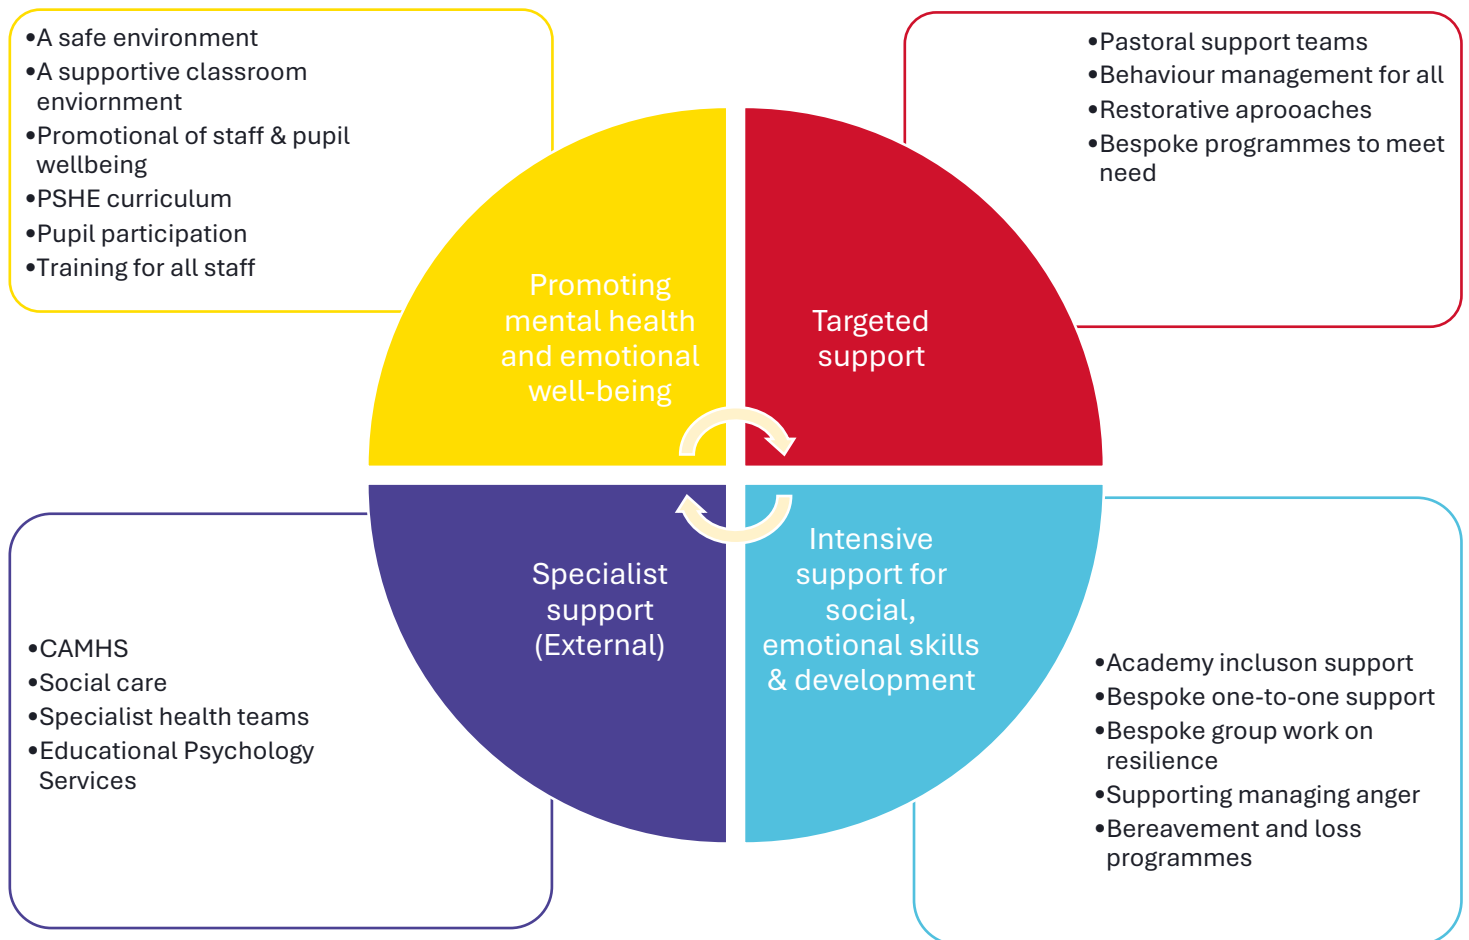 •A safe environment
•A supportive classroom
enviornment
•Promotional of staff & pupil
wellbeing
•PSHE curriculum
•Pupil participation
•Training for all staff
•Pastoral support teams
•Behaviour management for all
•Restorative aprooaches
•Bespoke programmes to meet
need
Promoting
mental health
and emotional
well-being
Targeted
support
Specialist
support
(External)
Intensive
support for
social,
emotional skills
& development
•CAMHS
•Social care
•Specialist health teams
•Educational Psychology
Services
•Academy incluson support
•Bespoke one-to-one support
•Bespoke group work on
resilience
•Supporting managing anger
•Bereavement and loss
programmes